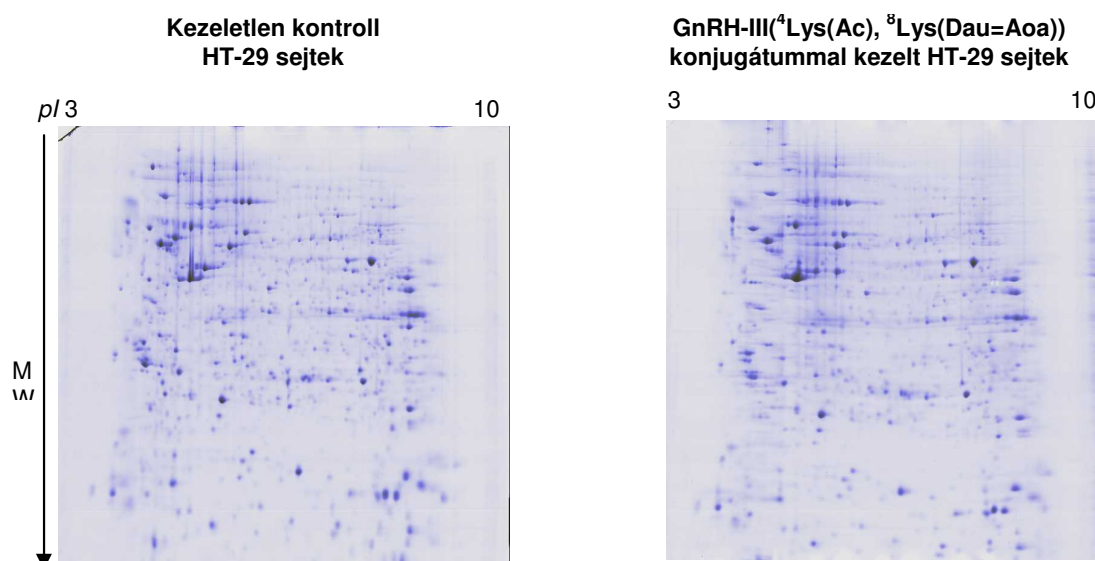 Kezeletlen kontroll
HT-29 sejtek
pI 3
10
M
W
GnRH-III(⁴Lys(Ac), ⁸Lys(Dau=Aoa))
konjugátummal kezelt HT-29 sejtek
3
10